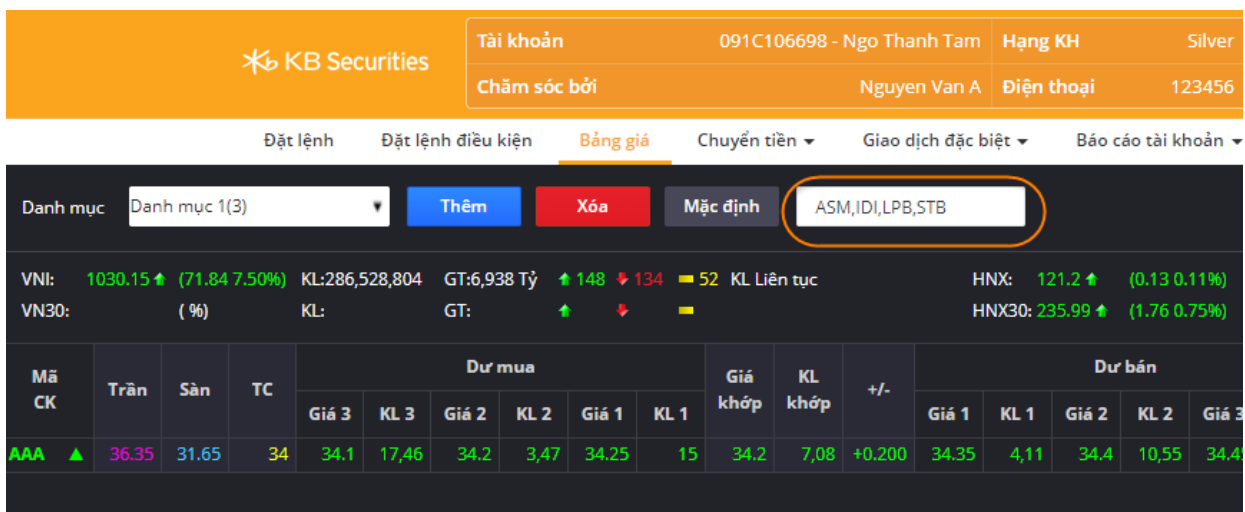 KB Securities
Tài khoản 091C106698 - Ngo Thanh Tam Hạng KH Silver
Chăm sóc bởi Nguyen Van A Điện thoại 123456
Đặt lệnh Đặt lệnh điều kiện Bảng giá Chuyển tiền Giao dịch đặc biệt Báo cáo tài khoản
Danh mục Danh mục 1(3) Thêm Xóa Mặc định ASM,IDI,LPB,STB
VNI: 1030.15 (71.84 7.50%) KL:286,528,804 GT:6,938 Tỷ 148 134 52 KL Liên tục HNX: 121.2 (0.13 0.11%)
VN30: ( %) KL: GT: HNX30: 235.99 (1.76 0.75%)
Mã CK Trần Sàn TC Dư mua Giá khớp KL khớp +/- Dư bán
Giá 3 KL 3 Giá 2 KL 2 Giá 1 KL 1 Giá 1 KL 1 Giá 2 KL 2 Giá 3
AAA 36.35 31.65 34 34.1 17,46 34.2 3,47 34.25 15 34.2 7,08 +0.200 34.35 4,11 34.4 10,55 34.45